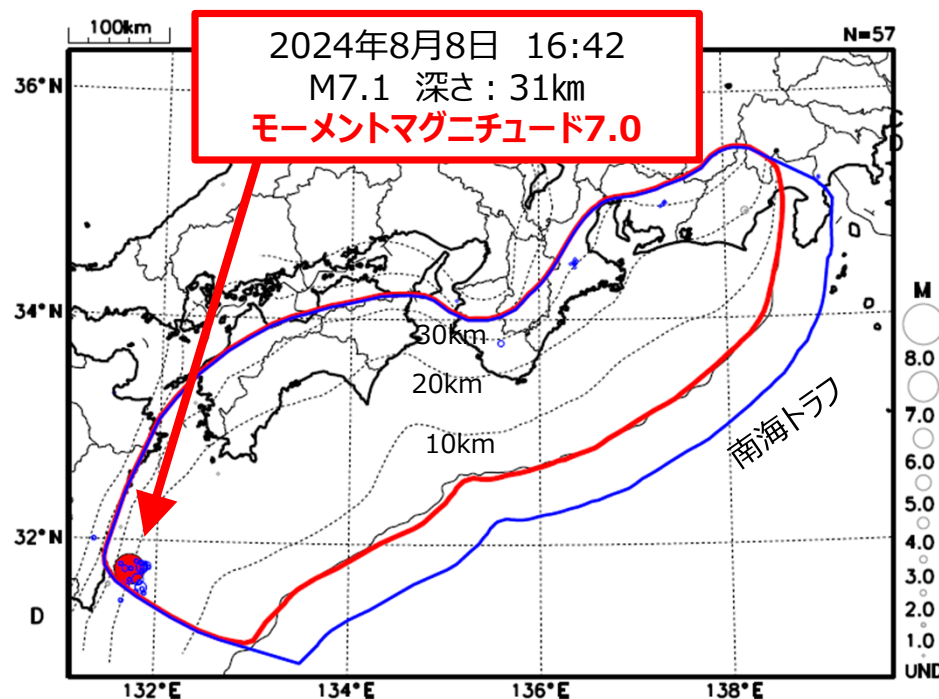 100km
N=57
2024年8月8日 16:42
M7.1 深さ：31㎞
モーメントマグニチュード7.0
36°N
C
D
34°N
30km
20km
10km
南海トラフ
32°N
D
132°E
134°E
136°E
138°E
M
8.0
7.0
6.0
5.0
4.0
3.0
2.0
1.0
UND